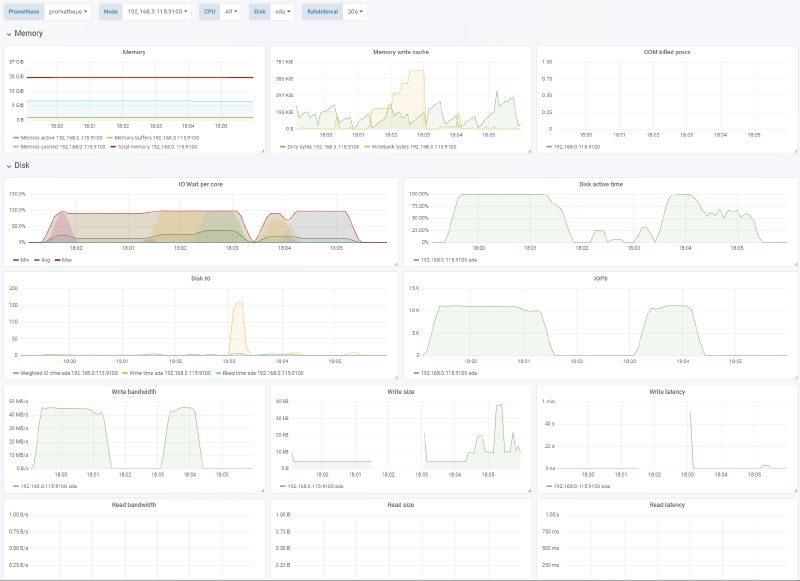 Prometheus prometheus Node 192.168.0.115:9100 CPU All Disk sda RateInterval 20s
Memory
Memory
37 GiB
28 GiB
19 GiB
9 GiB
0 B
18:00 18:01 18:02 18:03 18:04 18:05
Memory active 192.168.0.115:9100 Memory buffers 192.168.0.115:9100
Memory cached 192.168.0.115:9100 Total memory 192.168.0.115:9100
Memory write cache
781 KiB
586 KiB
391 KiB
195 KiB
0 B
18:00 18:01 18:02 18:03 18:04 18:05
Dirty bytes 192.168.0.115:9100 Writeback bytes 192.168.0.115:9100
OOM killed procs
1.00
0.75
0.50
0.25
0
18:00 18:01 18:02 18:03 18:04 18:05
192.168.0.115:9100
Disk
IO Wait per core
150.0%
100.0%
50.0%
0%
18:00 18:01 18:02 18:03 18:04 18:05
Min Avg Max
Disk active time
100.00%
75.00%
50.00%
25.00%
0%
18:00 18:01 18:02 18:03 18:04 18:05
192.168.0.115:9100 sda
Disk IO
200
150
100
50
0
18:00 18:01 18:02 18:03 18:04 18:05
Weighted IO time sda 192.168.0.115:9100 Write time sda 192.168.0.115:9100 Read time sda 192.168.0.115:9100
IOPS
15 K
10 K
5 K
0
18:00 18:01 18:02 18:03 18:04 18:05
192.168.0.115:9100 sda
Write bandwidth
50 MB/s
40 MB/s
30 MB/s
20 MB/s
10 MB/s
0 B/s
18:00 18:01 18:02 18:03 18:04 18:05
192.168.0.115:9100 sda
Write size
40 kB
30 kB
20 kB
10 kB
0 B
18:00 18:01 18:02 18:03 18:04 18:05
192.168.0.115:9100 sda
Write latency
1 min
40 s
20 s
0 ns
18:00 18:01 18:02 18:03 18:04 18:05
192.168.0.115:9100 sda
Read bandwidth
1.00 B/s
0.75 B/s
0.50 B/s
0.25 B/s
Read size
1.00 B
0.75 B
0.50 B
0.25 B
Read latency
1.00 s
750 ms
500 ms
250 ms